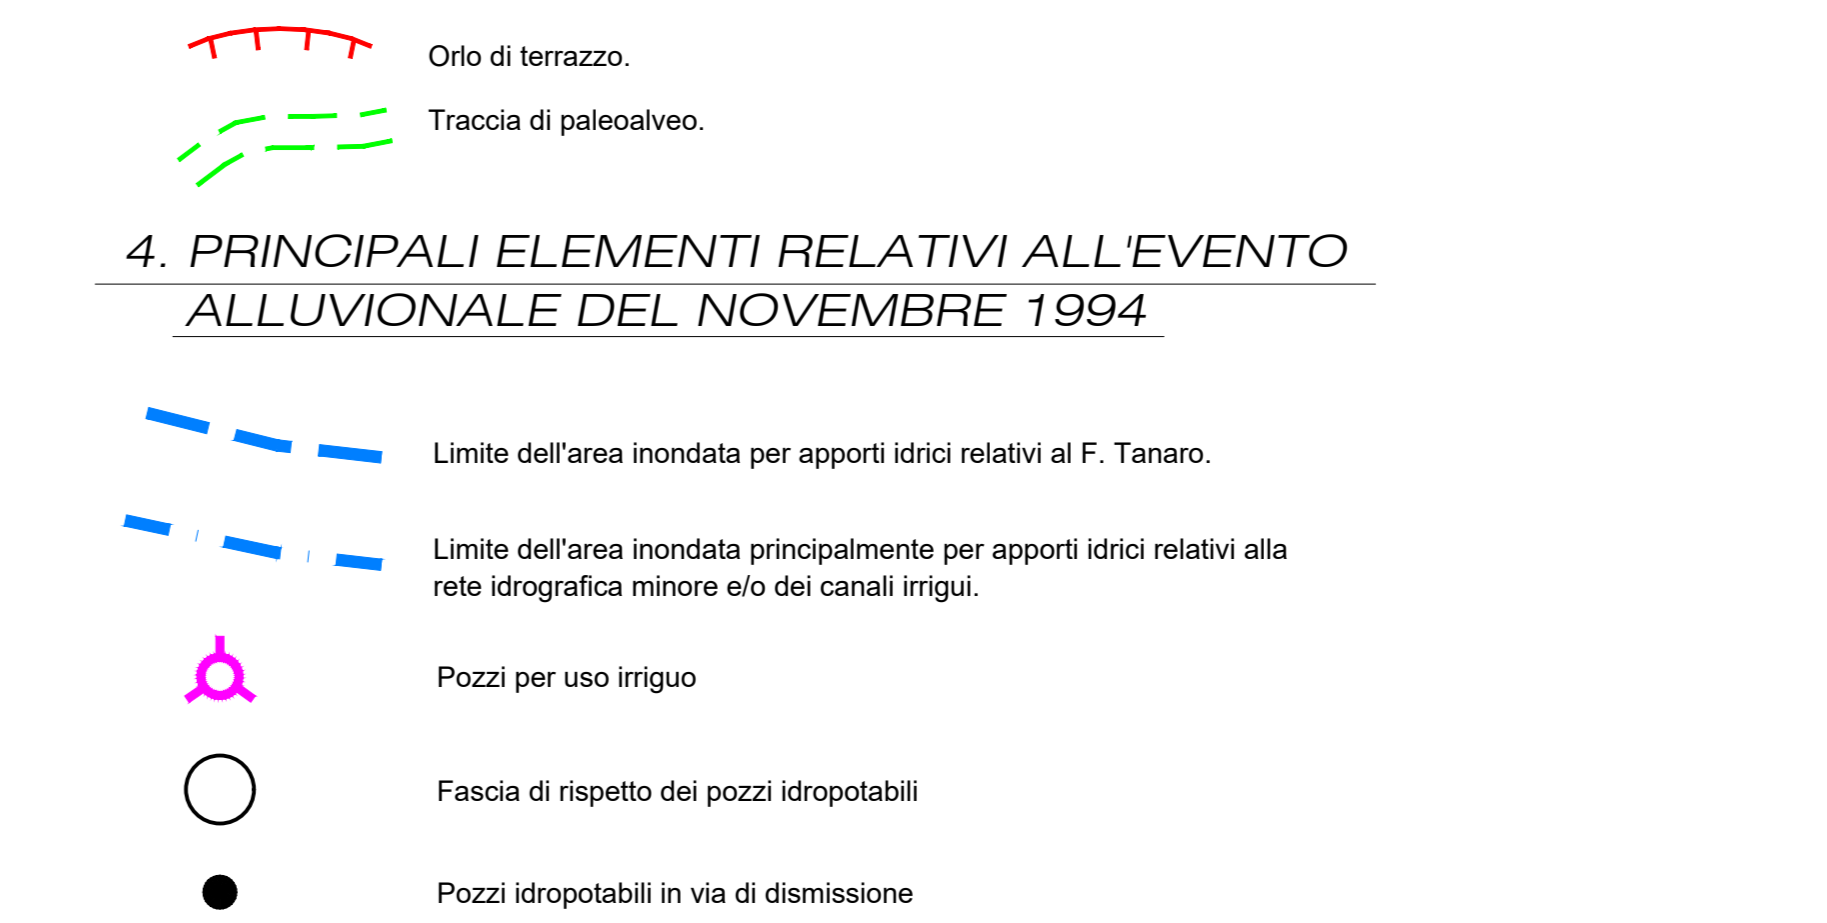 Orlo di terrazzo.
Traccia di paleoalveo.
4. PRINCIPALI ELEMENTI RELATIVI ALL'EVENTO
ALLUVIONALE DEL NOVEMBRE 1994
Limite dell'area inondata per apporti idrici relativi al F. Tanaro.
Limite dell'area inondata principalmente per apporti idrici relativi alla
rete idrografica minore e/o dei canali irrigui.
Pozzi per uso irriguo
Fascia di rispetto dei pozzi idropotabili
Pozzi idropotabili in via di dismissione